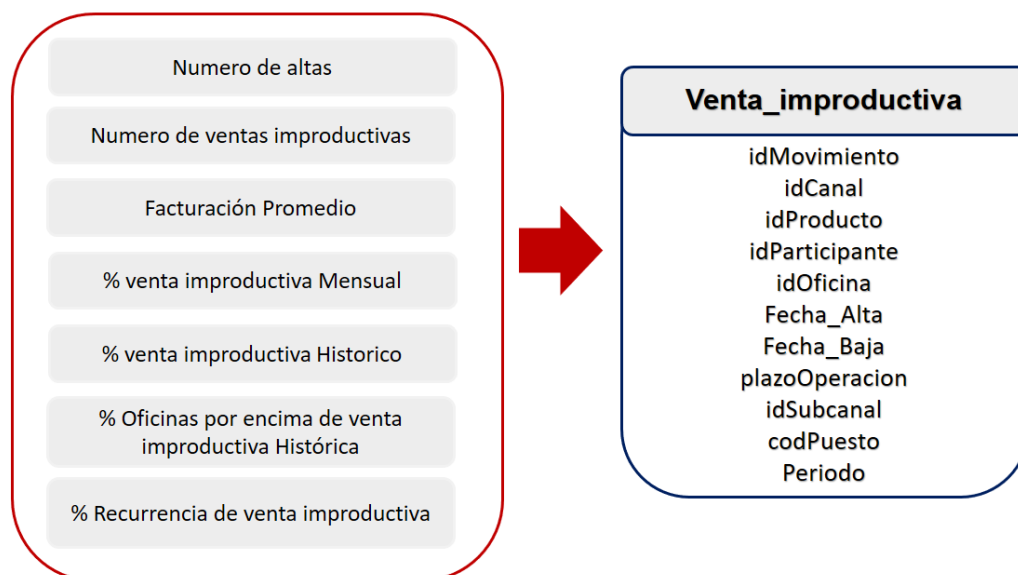 Numero de altas
Numero de ventas improductivas
Facturación Promedio
% venta improductiva Mensual
% venta improductiva Historico
% Oficinas por encima de venta
improductiva Histórica
% Recurrencia de venta improductiva
Venta_improductiva
idMovimiento
idCanal
idProducto
idParticipante
idOficina
Fecha_Alta
Fecha_Baja
plazoOperacion
idSubcanal
codPuesto
Periodo